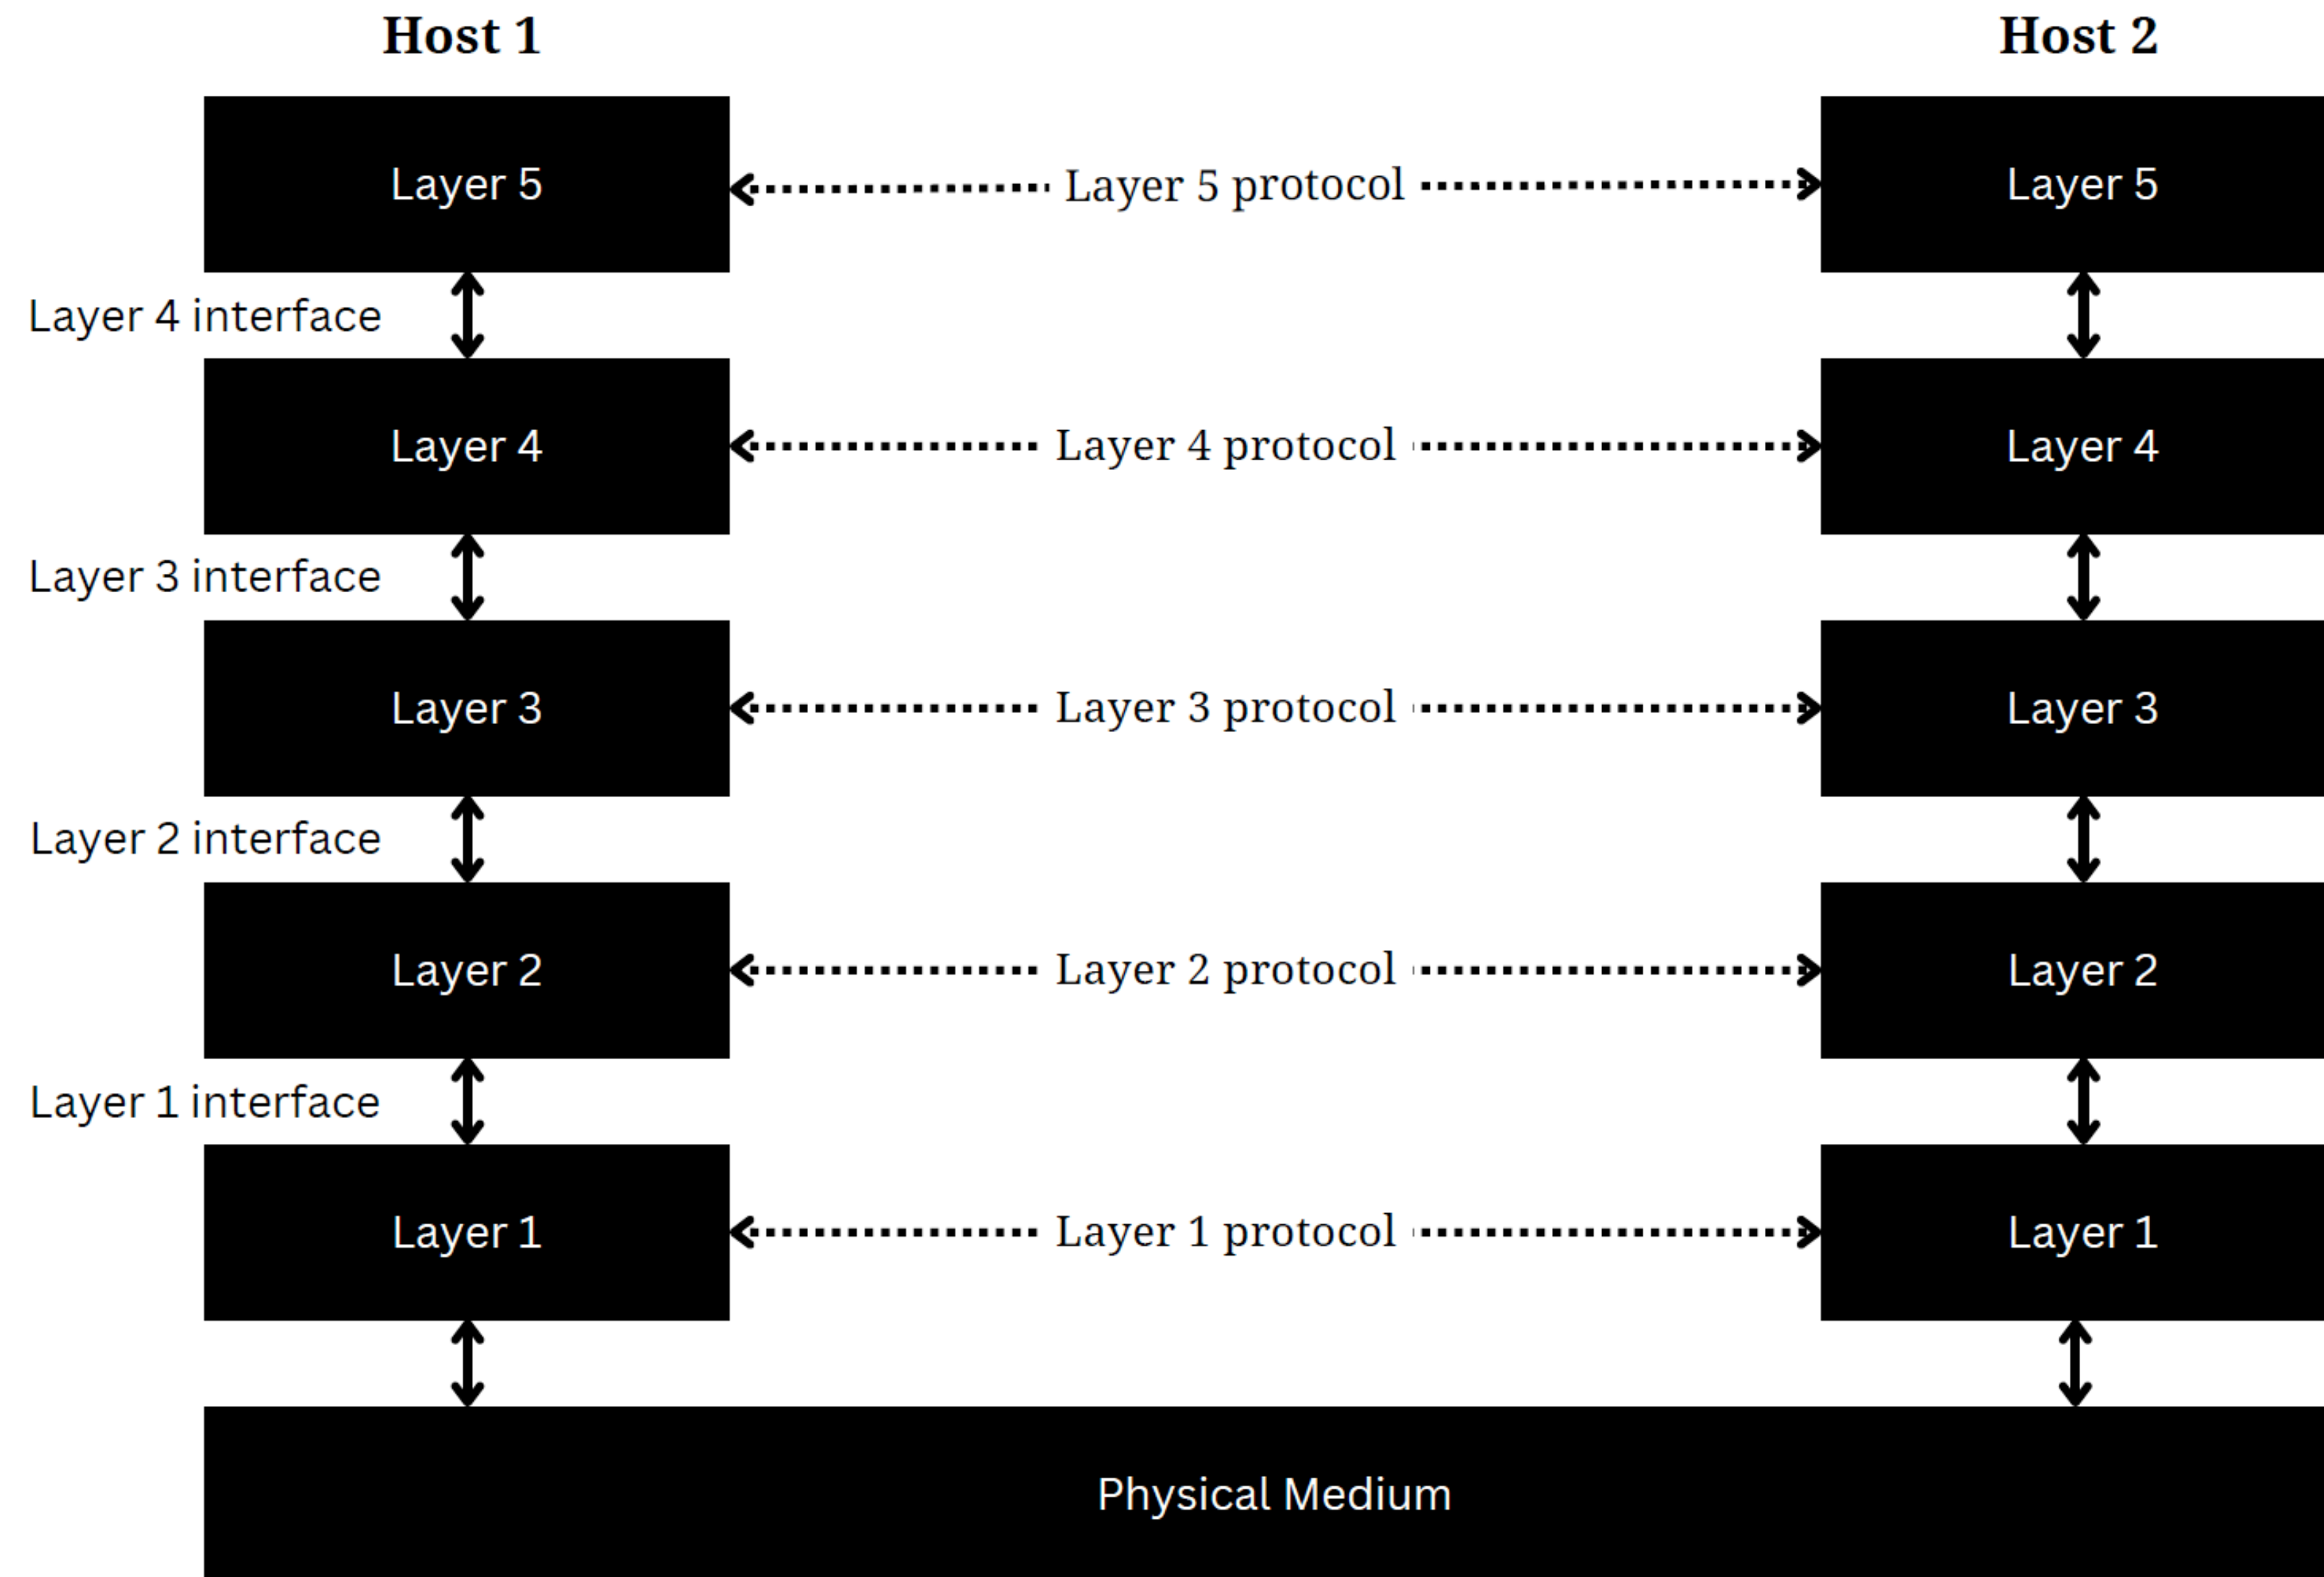 Host 1
Host 2
Layer 5
Layer 5 protocol
Layer 5
Layer 4 interface
Layer 4
Layer 4 protocol
Layer 4
Layer 3 interface
Layer 3
Layer 3 protocol
Layer 3
Layer 2 interface
Layer 2
Layer 2 protocol
Layer 2
Layer 1 interface
Layer 1
Layer 1 protocol
Layer 1
Physical Medium